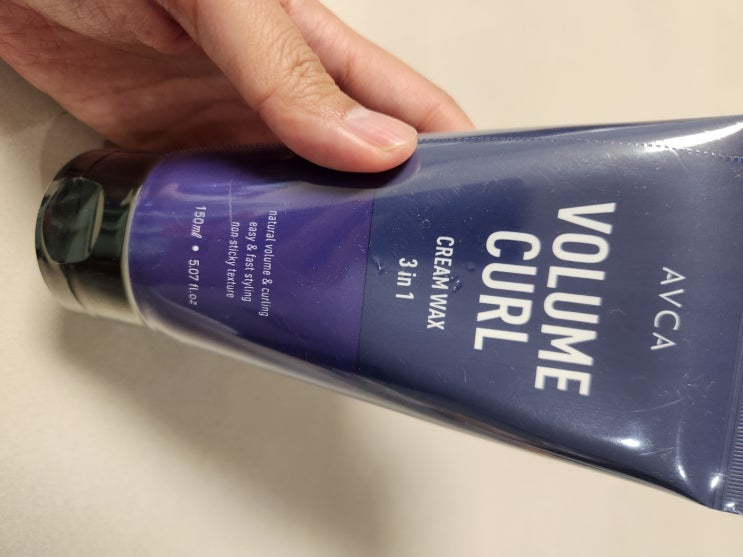 AVCA
VOLUME
CURL
CREAM WAX
3 in 1
natural volume & curling
easy & fast styling
non sticky texture
150㎖ • 5.07 fl.oz